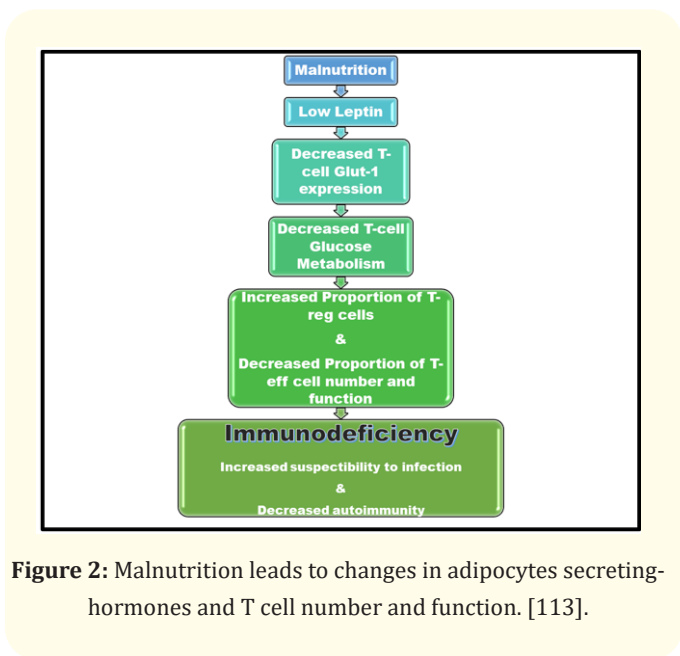 Malnutrition
Low Leptin
Decreased T-
cell Glut-1
expression
Decreased T-cell
Glucose
Metabolism
Increased Proportion of T-
reg cells
&
Decreased Proportion of T-
eff cell number and
function
Immunodeficiency
Increased suspectibility to infection
&
Decreased autoimmunity
Figure 2: Malnutrition leads to changes in adipocytes secreting-
hormones and T cell number and function. [113].